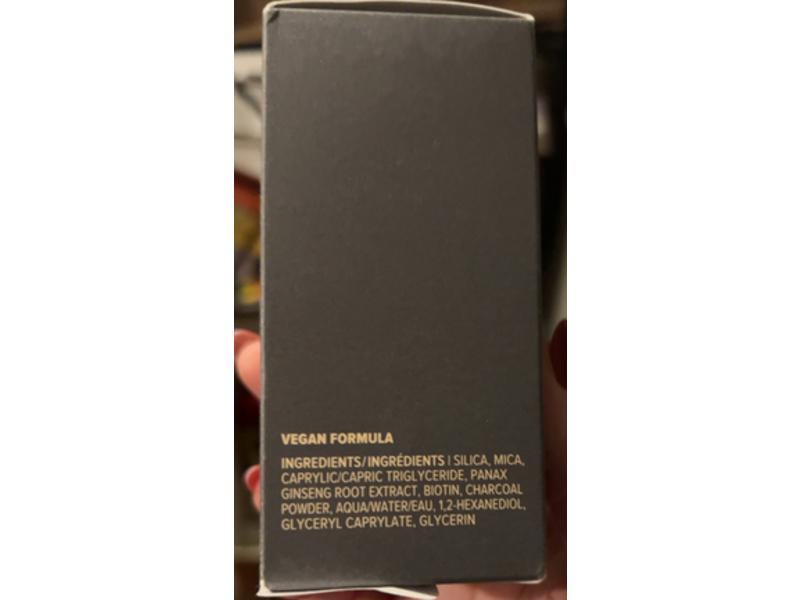 VEGAN FORMULA
INGREDIENTS/INGRÉDIENTS | SILICA, MICA,
CAPRYLIC/CAPRIC TRIGLYCERIDE, PANAX
GINSENG ROOT EXTRACT, BIOTIN, CHARCOAL
POWDER, AQUA/WATER/EAU, 1,2-HEXANEDIOL,
GLYCERYL CAPRYLATE, GLYCERIN